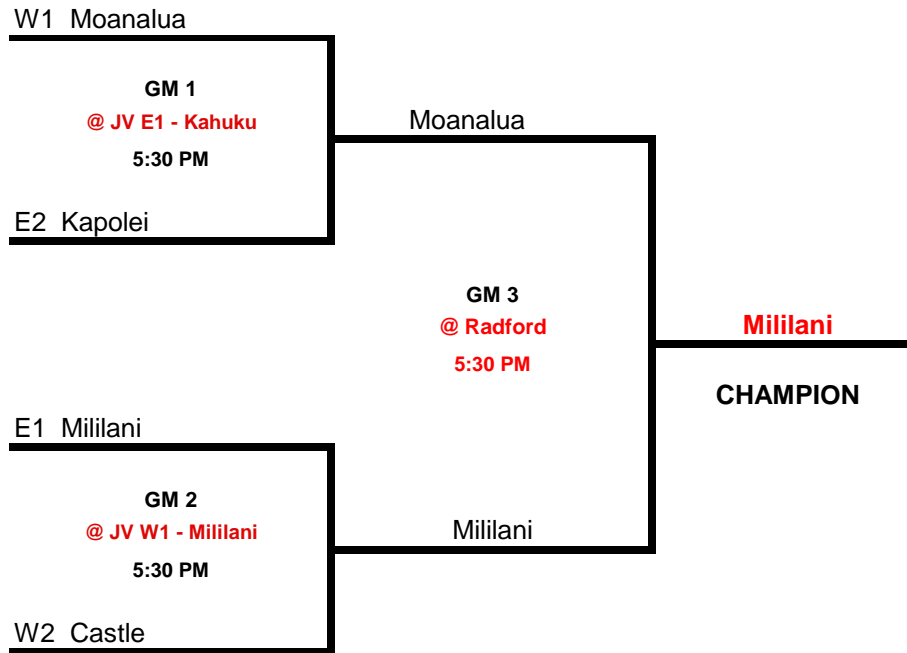 W1 Moanalua
GM 1
@ JV E1 - Kahuku
5:30 PM
Moanalua
E2 Kapolei
GM 3
@ Radford
5:30 PM
Mililani
CHAMPION
E1 Mililani
GM 2
@ JV W1 - Mililani
5:30 PM
Mililani
W2 Castle